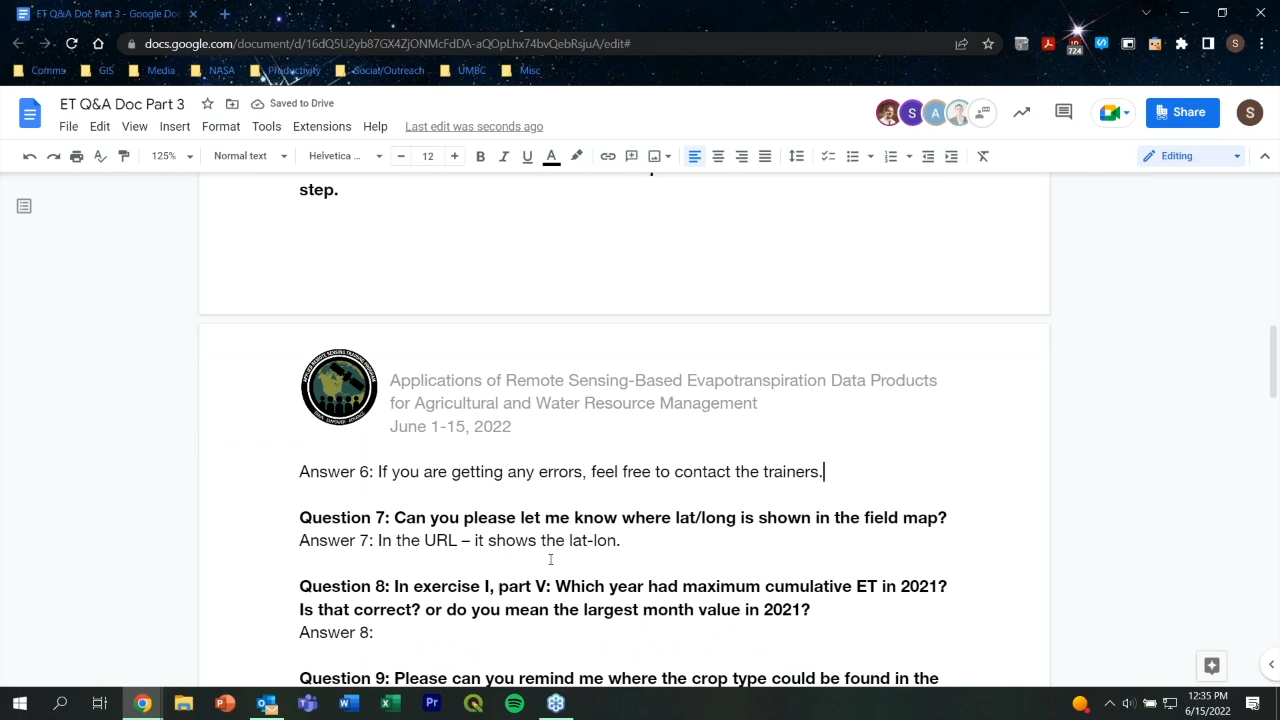 ET Q&A Doc Part 3 - Google Doc
docs.google.com/document/d/16dQ5U2yb37GX4ZjONMcFdDA-aQOpLhx74bvQebRsjuA/edit#
724
S
Comms
GIS
Media
NASA
Productivity
Social/Outreach
UMBC
Misc
ET Q&A Doc Part 3
Saved to Drive
S
A
Share
S
File Edit View Insert Format Tools Extensions Help Last edit was seconds ago
125% Normal text Helvetica ... 12 B I U A Editing
step.
Applications of Remote Sensing-Based Evapotranspiration Data Products
for Agricultural and Water Resource Management
June 1-15, 2022
Answer 6: If you are getting any errors, feel free to contact the trainers.
Question 7: Can you please let me know where lat/long is shown in the field map?
Answer 7: In the URL – it shows the lat-lon.
Question 8: In exercise I, part V: Which year had maximum cumulative ET in 2021?
Is that correct? or do you mean the largest month value in 2021?
Answer 8:
Question 9: Please can you remind me where the crop type could be found in the
12:35 PM
6/15/2022